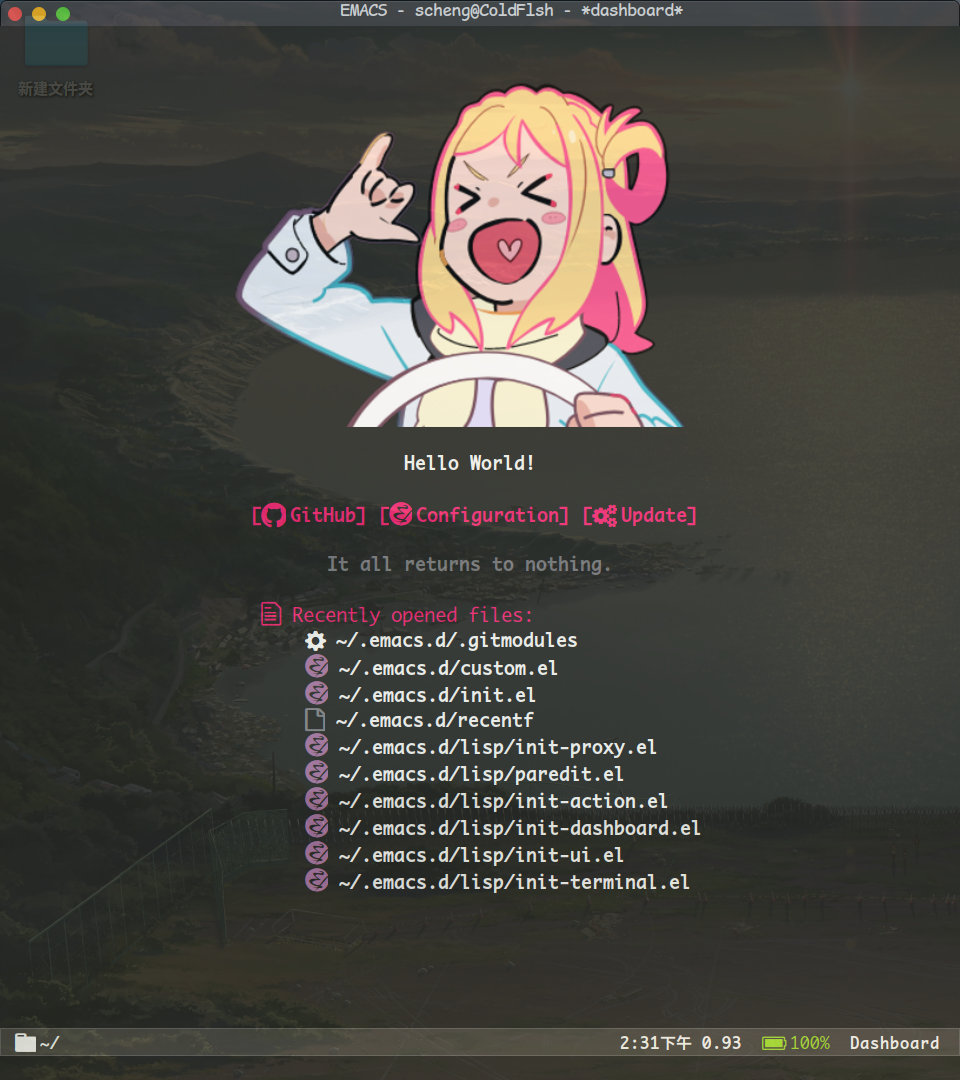 EMACS - scheng@ColdFlsh - *dashboard*
新建文件夹
Hello World!
[GitHub] [Configuration] [Update]
It all returns to nothing.
Recently opened files:
~/.emacs.d/.gitmodules
~/.emacs.d/custom.el
~/.emacs.d/init.el
~/.emacs.d/recentf
~/.emacs.d/lisp/init-proxy.el
~/.emacs.d/lisp/paredit.el
~/.emacs.d/lisp/init-action.el
~/.emacs.d/lisp/init-dashboard.el
~/.emacs.d/lisp/init-ui.el
~/.emacs.d/lisp/init-terminal.el
~/ 2:31下午 0.93 100% Dashboard